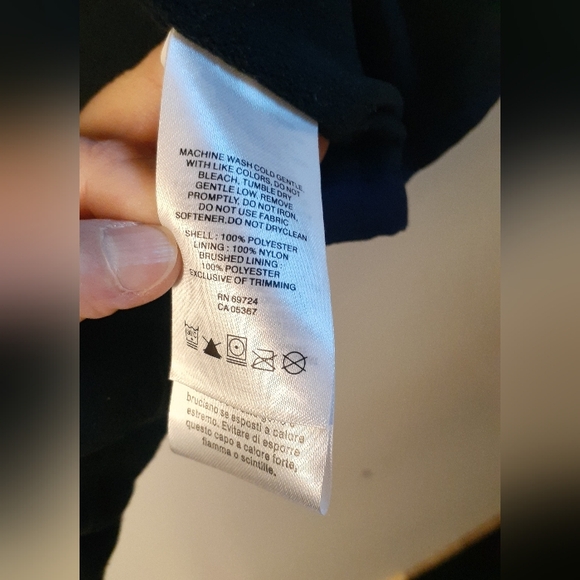 MACHINE WASH COLD GENTLE
WITH LIKE COLORS, DO NOT
BLEACH, TUMBLE DRY
GENTLE LOW, REMOVE
PROMPTLY, DO NOT IRON,
DO NOT USE FABRIC
SOFTENER, DO NOT DRYCLEAN
SHELL : 100% POLYESTER
LINING : 100% NYLON
BRUSHED LINING :
100% POLYESTER
EXCLUSIVE OF TRIMMING
RN 69724
CA 05367
bruciano se esposti a calore
estremo. Evitare di esporre
questo capo a calore forte,
fiamma o scintille.